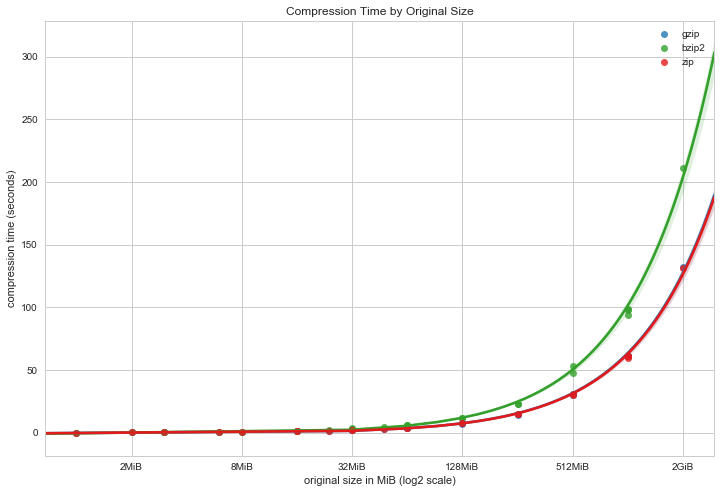 Compression Time by Original Size
gzip
bzip2
zip
300
250
200
150
100
50
0
compression time (seconds)
2MiB 8MiB 32MiB 128MiB 512MiB 2GiB
original size in MiB (log2 scale)